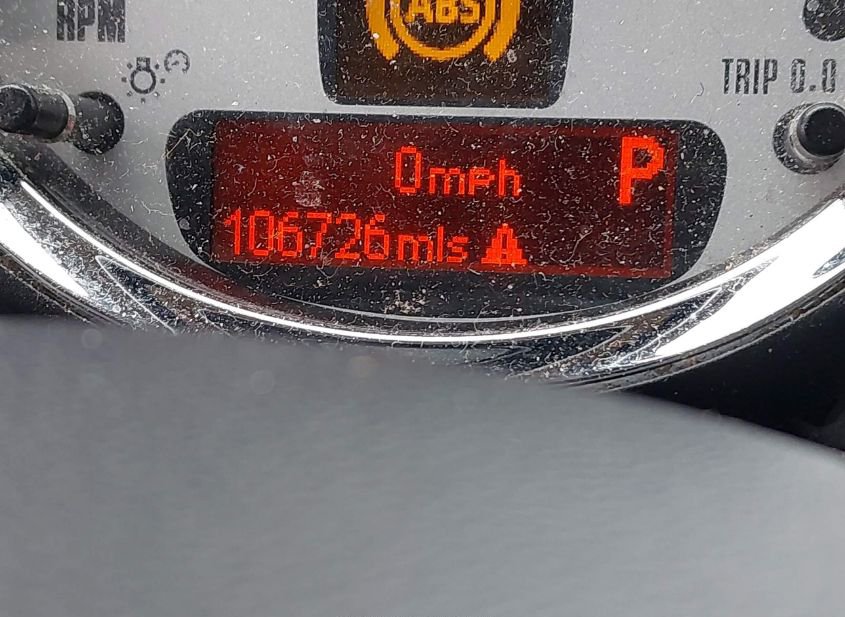 RPM
ABS
TRIP 0.0
0mph
P
106726mls